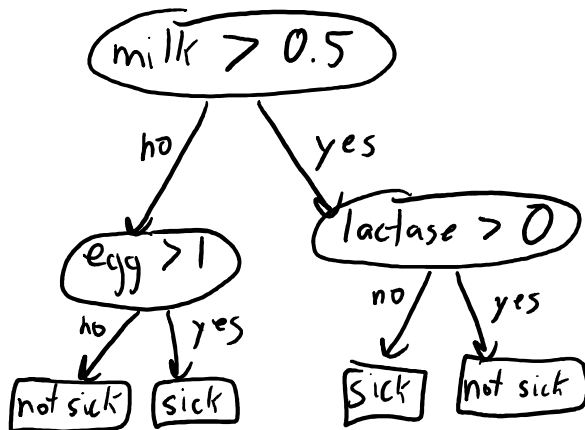 milk > 0.5
no
yes
egg > 1
lactase > 0
no
yes
no
yes
not sick
sick
sick
not sick